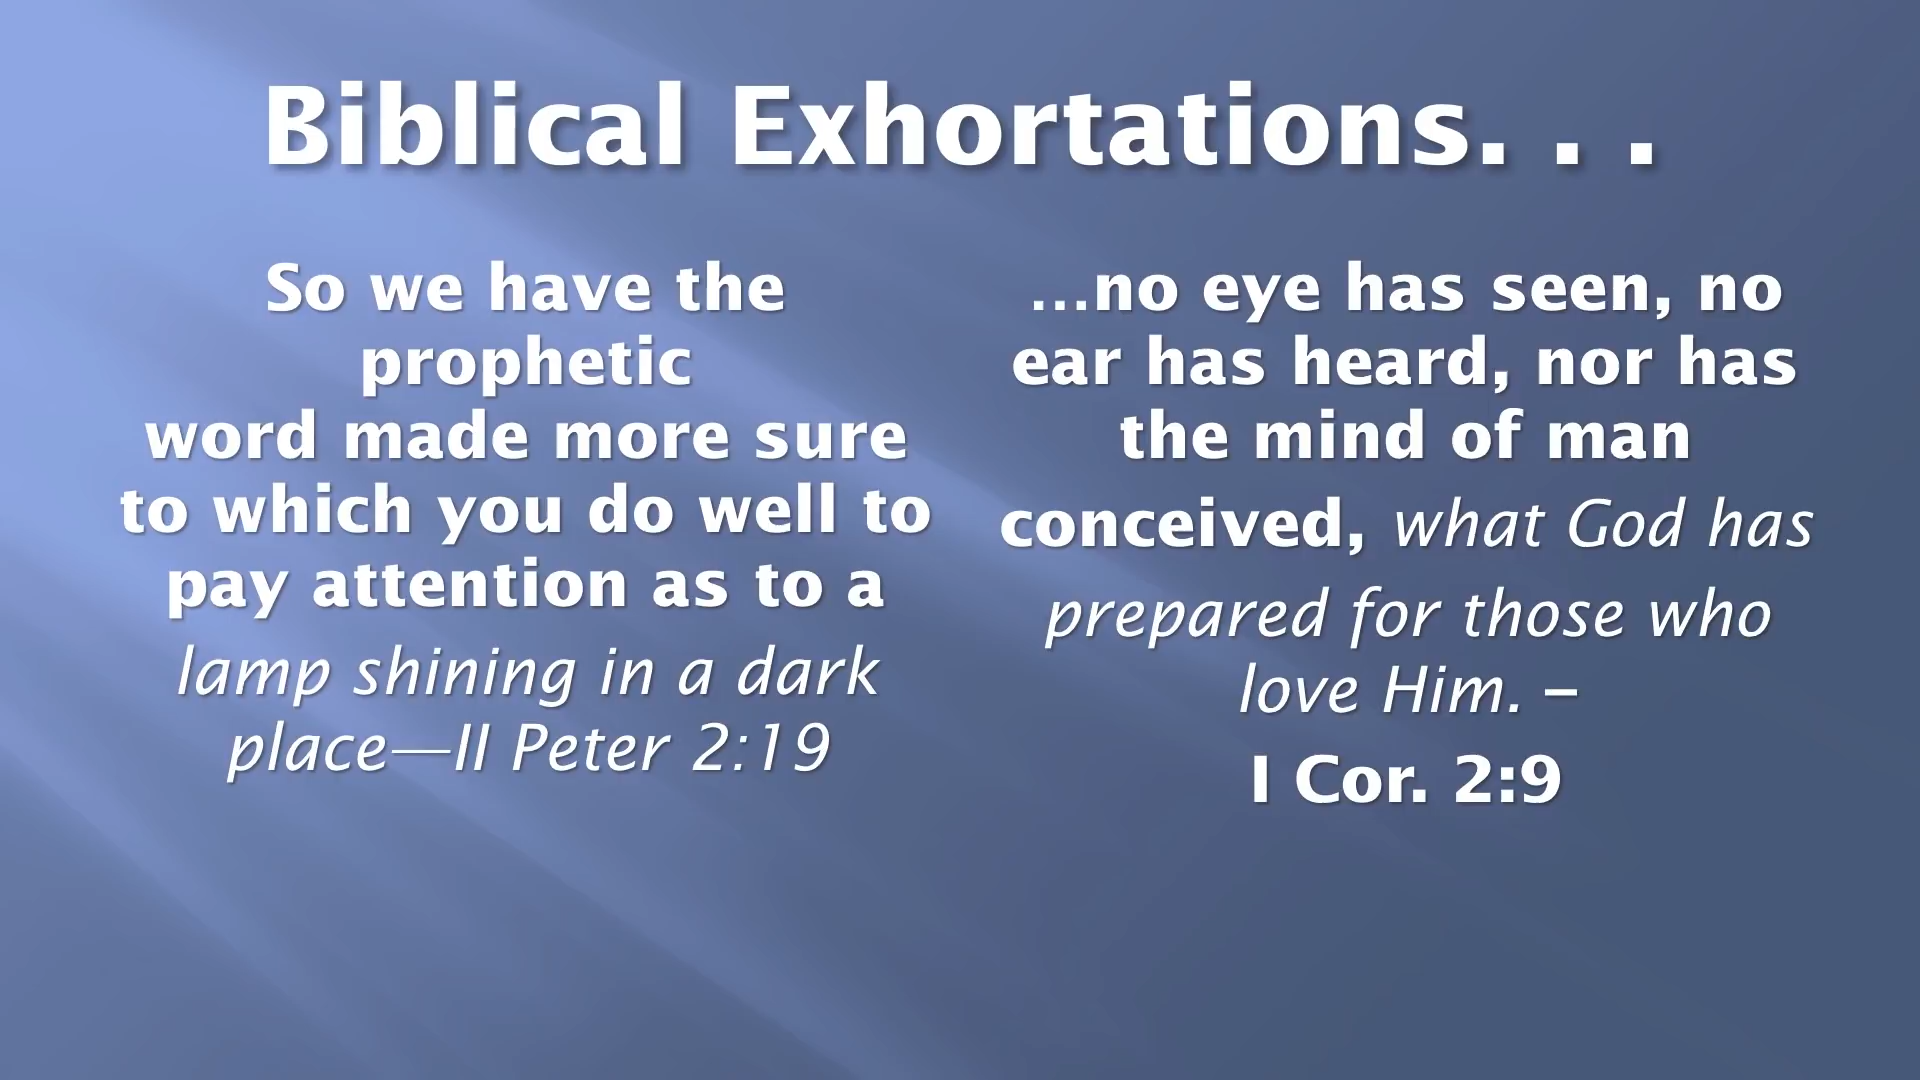 Biblical Exhortations. . .
So we have the
prophetic
word made more sure
to which you do well to
pay attention as to a
lamp shining in a dark
place—II Peter 2:19
…no eye has seen, no
ear has heard, nor has
the mind of man
conceived, what God has
prepared for those who
love Him. –
I Cor. 2:9